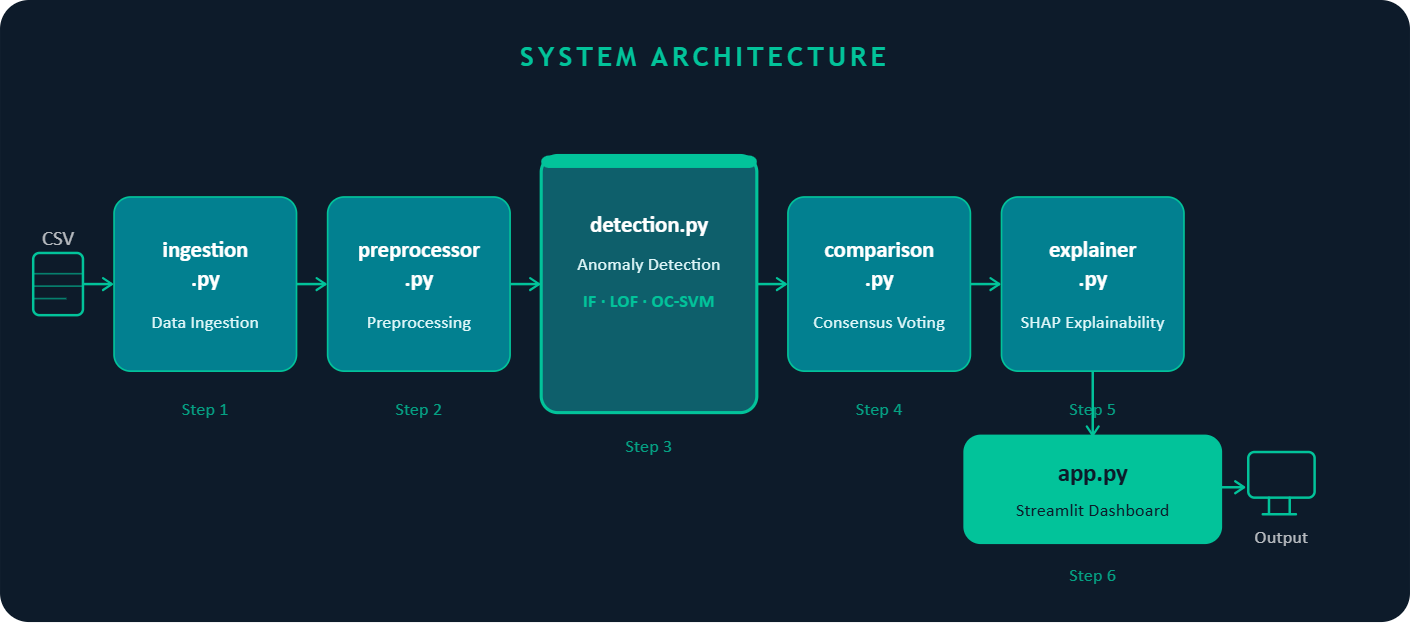 SYSTEM ARCHITECTURE
CSV
ingestion
.py
Data Ingestion
Step 1
preprocessor
.py
Preprocessing
Step 2
detection.py
Anomaly Detection
IF · LOF · OC-SVM
Step 3
comparison
.py
Consensus Voting
Step 4
explainer
.py
SHAP Explainability
Step 5
app.py
Streamlit Dashboard
Step 6
Output